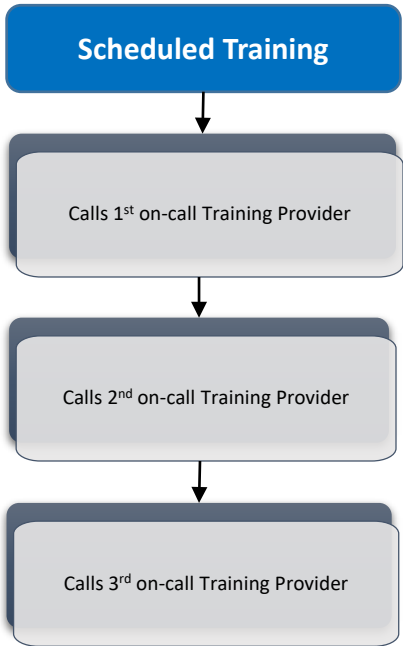 Scheduled Training
Calls 1st on-call Training Provider
Calls 2nd on-call Training Provider
Calls 3rd on-call Training Provider